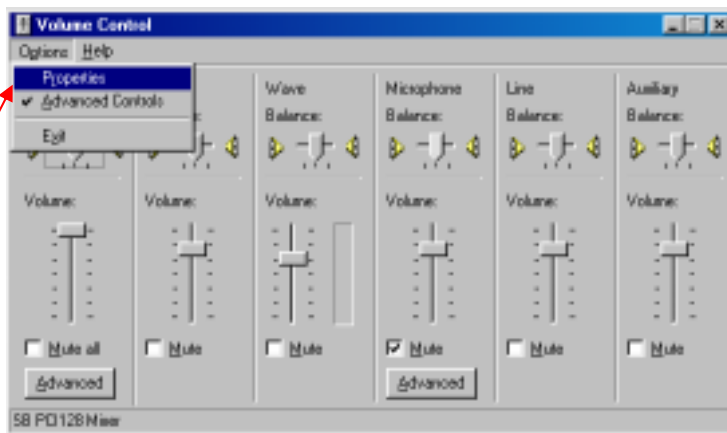 Volume Control
Options Help
Properties
Advanced Controls
Exit
Wave Microphone Line Auxiliary
Balance: Balance: Balance: Balance:
Volume: Volume: Volume: Volume: Volume: Volume:
Mute all Mute Mute Mute Mute Mute
Advanced Advanced
SB PCI128 Mixer